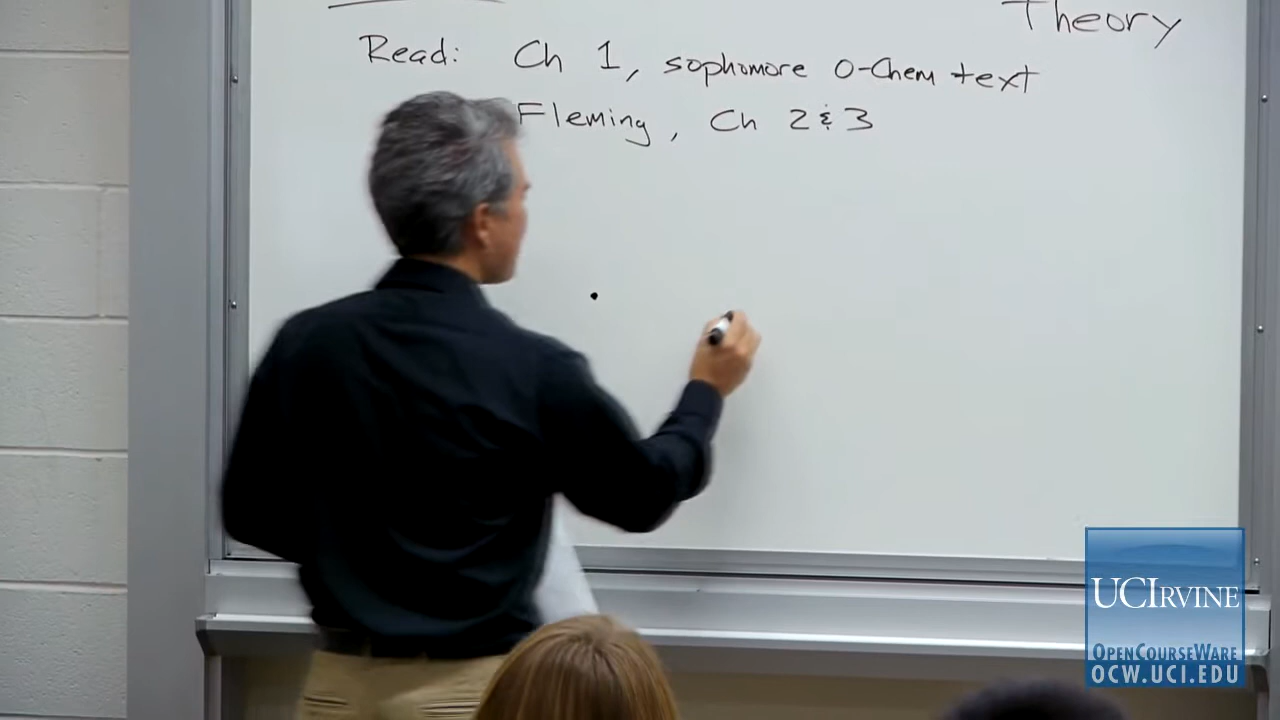 Theory
Read: Ch 1, sophomore O-Chem text
Fleming, Ch 2 & 3
UCIRVINE
OPENCOURSEWARE
OCW.UCI.EDU